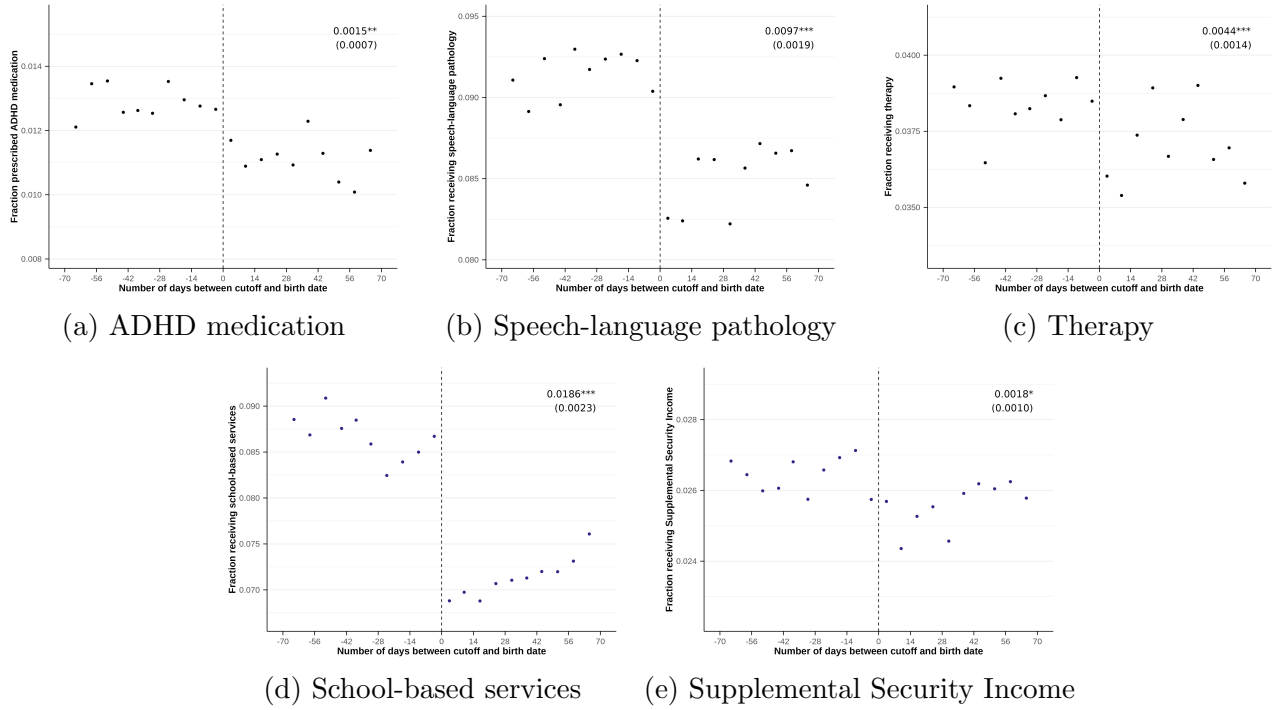 Fraction prescribed ADHD medication
0.014
0.012
0.010
0.008
0.0015**
(0.0007)
-70 -56 -42 -28 -14 0 14 28 42 56 70
Number of days between cutoff and birth date
(a) ADHD medication
Fraction receiving speech-language pathology
0.095
0.090
0.085
0.080
0.0097***
(0.0019)
-70 -56 -42 -28 -14 0 14 28 42 56 70
Number of days between cutoff and birth date
(b) Speech-language pathology
Fraction receiving therapy
0.0400
0.0375
0.0350
0.0044***
(0.0014)
-70 -56 -42 -28 -14 0 14 28 42 56 70
Number of days between cutoff and birth date
(c) Therapy
Fraction receiving school-based services
0.090
0.085
0.080
0.075
0.070
0.0186***
(0.0023)
-70 -56 -42 -28 -14 0 14 28 42 56 70
Number of days between cutoff and birth date
(d) School-based services
Fraction receiving Supplemental Security Income
0.028
0.026
0.024
0.0018*
(0.0010)
-70 -56 -42 -28 -14 0 14 28 42 56 70
Number of days between cutoff and birth date
(e) Supplemental Security Income